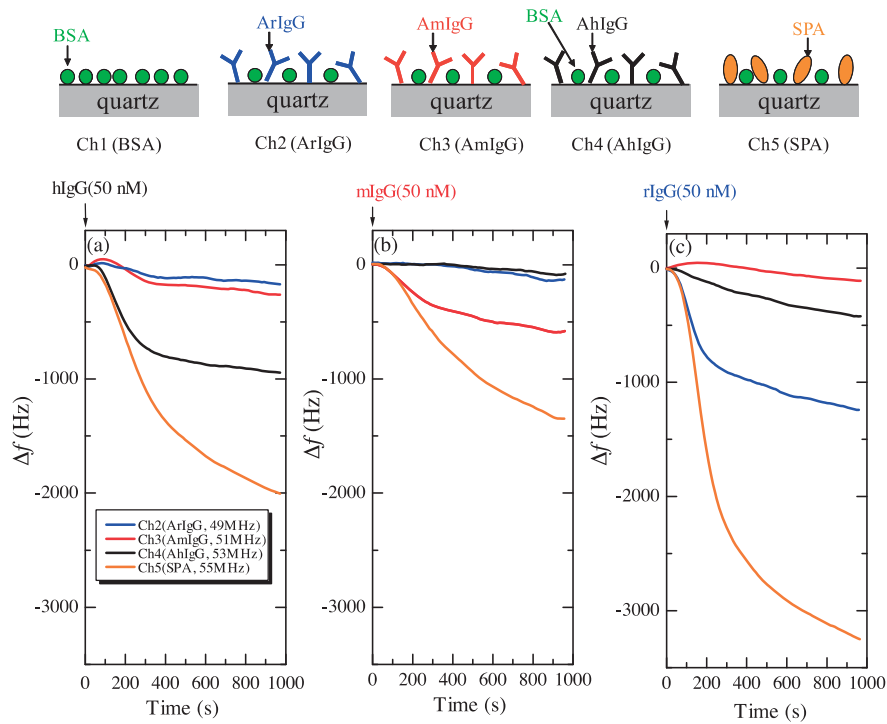 BSA
ArIgG
AmIgG
BSA
AhIgG
SPA
quartz
quartz
quartz
quartz
quartz
Ch1 (BSA)
Ch2 (ArIgG)
Ch3 (AmIgG)
Ch4 (AhIgG)
Ch5 (SPA)
hIgG(50 nM)
mIgG(50 nM)
rIgG(50 nM)
(a)
0
-1000
-2000
-3000
Δf (Hz)
Ch2(ArIgG, 49MHz)
Ch3(AmIgG, 51MHz)
Ch4(AhIgG, 53MHz)
Ch5(SPA, 55MHz)
0 200 400 600 800 1000
Time (s)
(b)
0
-1000
-2000
-3000
Δf (Hz)
0 200 400 600 800 1000
Time (s)
(c)
0
-1000
-2000
-3000
Δf (Hz)
0 200 400 600 800 1000
Time (s)